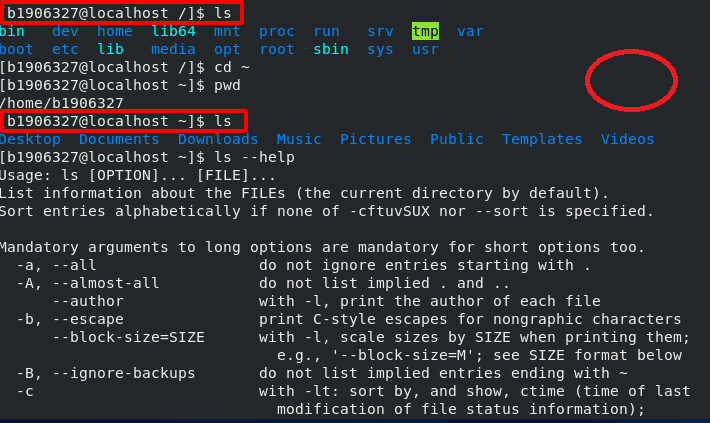 [b1906327@localhost /]$ ls
bin dev home lib64 mnt proc run srv tmp var
boot etc lib media opt root sbin sys usr
[b1906327@localhost /]$ cd ~
[b1906327@localhost ~]$ pwd
/home/b1906327
[b1906327@localhost ~]$ ls
Desktop Documents Downloads Music Pictures Public Templates Videos
[b1906327@localhost ~]$ ls --help
Usage: ls [OPTION]... [FILE]...
List information about the FILEs (the current directory by default).
Sort entries alphabetically if none of -cftuvSUX nor --sort is specified.

Mandatory arguments to long options are mandatory for short options too.
-a, --all do not ignore entries starting with .
-A, --almost-all do not list implied . and ..
--author with -l, print the author of each file
-b, --escape print C-style escapes for nongraphic characters
--block-size=SIZE with -l, scale sizes by SIZE when printing them;
e.g., '--block-size=M'; see SIZE format below
-B, --ignore-backups do not list implied entries ending with ~
-c with -lt: sort by, and show, ctime (time of last
modification of file status information);